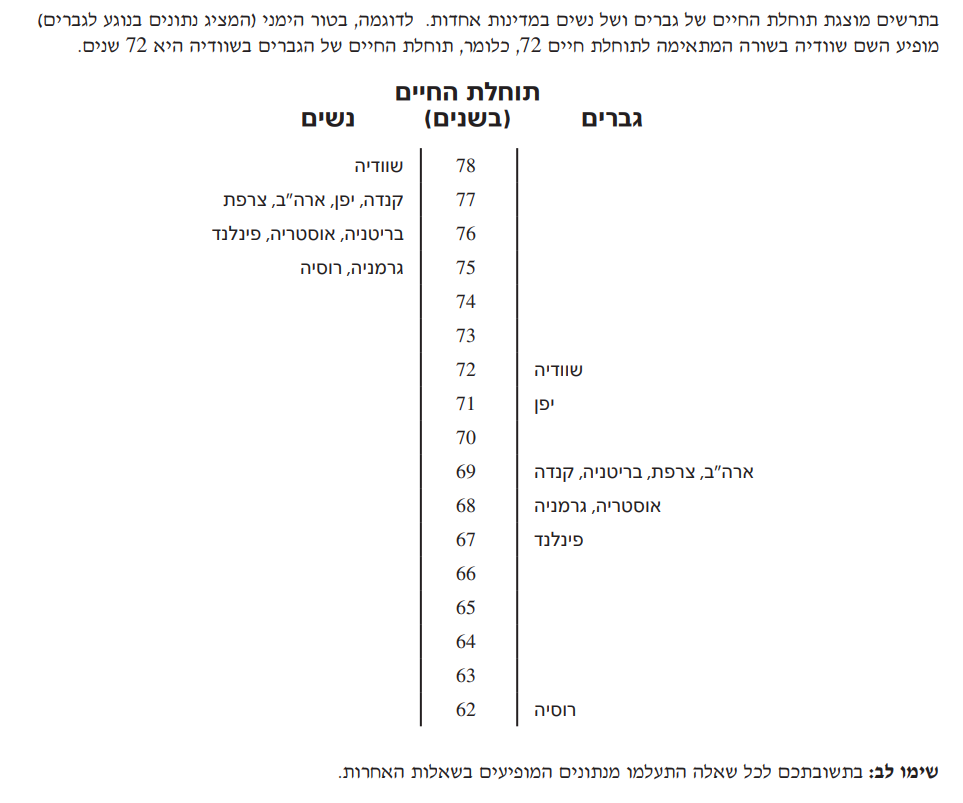 בתרשים מוצגת תוחלת החיים של גברים ושל נשים במדינות אחדות. לדוגמה, בטור הימני (המציג נתונים בנוגע לגברים)
מופיע השם שוודיה בשורה המתאימה לתוחלת חיים 72, כלומר, תוחלת החיים של הגברים בשוודיה היא 72 שנים.
תוחלת החיים
גברים (בשנים) נשים
78 שוודיה
77 קנדה, יפן, ארה"ב, צרפת
76 בריטניה, אוסטריה, פינלנד
75 גרמניה, רוסיה
74
73
שוודיה 72
יפן 71
70
ארה"ב, צרפת, בריטניה, קנדה 69
אוסטריה, גרמניה 68
פינלנד 67
66
65
64
63
רוסיה 62
שימו לב: בתשובתכם לכל שאלה התעלמו מנתונים המופיעים בשאלות האחרות.